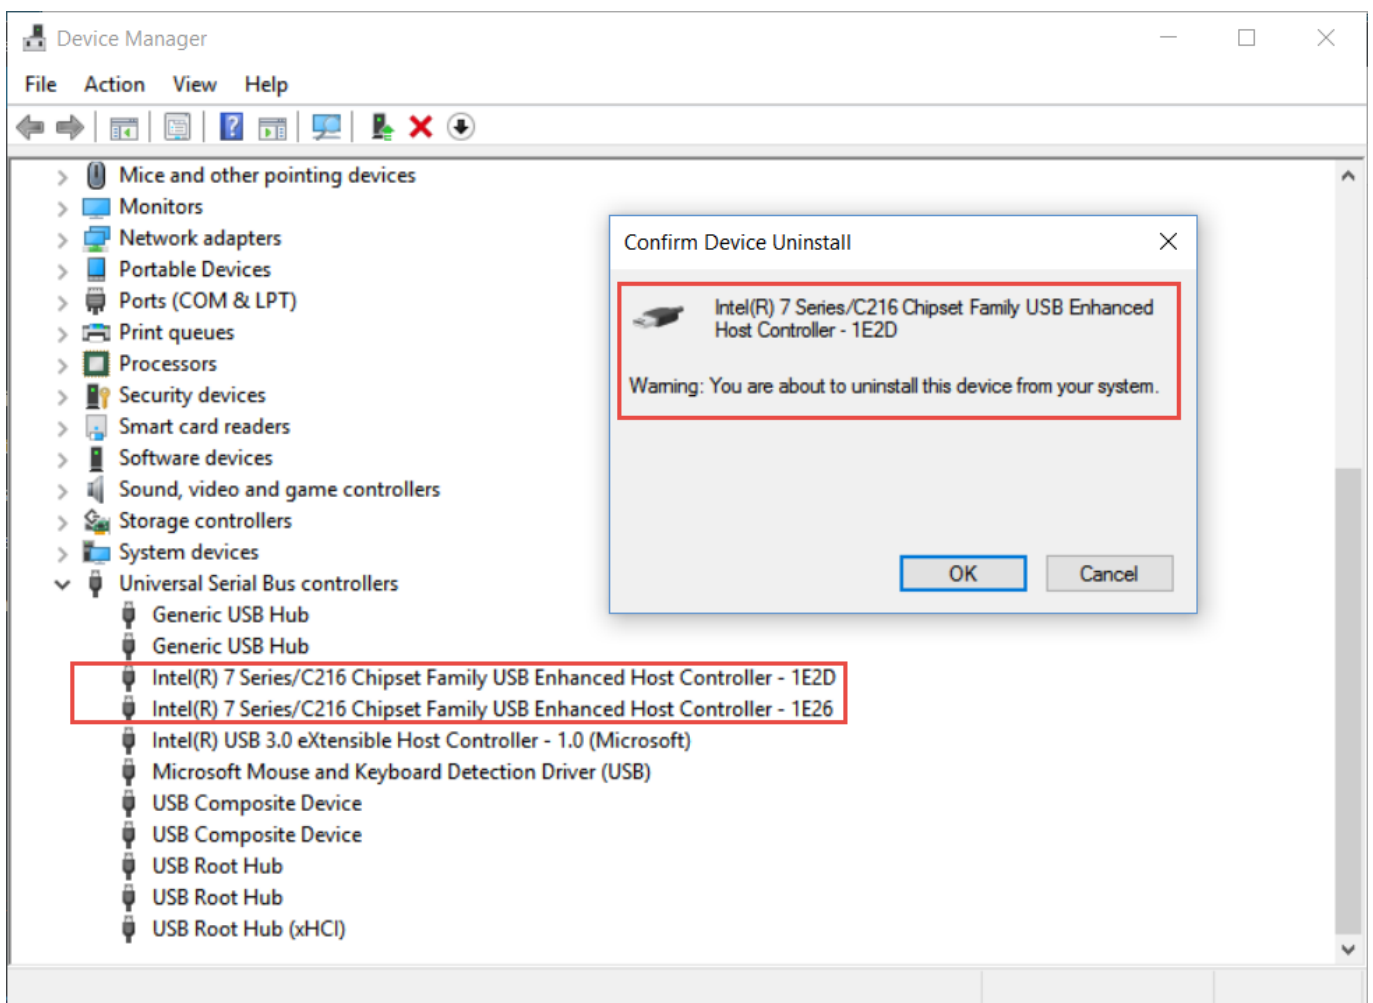 Device Manager
File Action View Help
Mice and other pointing devices
Monitors
Network adapters
Portable Devices
Ports (COM & LPT)
Print queues
Processors
Security devices
Smart card readers
Software devices
Sound, video and game controllers
Storage controllers
System devices
Universal Serial Bus controllers
Generic USB Hub
Generic USB Hub
Intel(R) 7 Series/C216 Chipset Family USB Enhanced Host Controller - 1E2D
Intel(R) 7 Series/C216 Chipset Family USB Enhanced Host Controller - 1E26
Intel(R) USB 3.0 eXtensible Host Controller - 1.0 (Microsoft)
Microsoft Mouse and Keyboard Detection Driver (USB)
USB Composite Device
USB Composite Device
USB Root Hub
USB Root Hub
USB Root Hub (xHCI)
Confirm Device Uninstall
Intel(R) 7 Series/C216 Chipset Family USB Enhanced
Host Controller - 1E2D
Warning: You are about to uninstall this device from your system.
OK Cancel